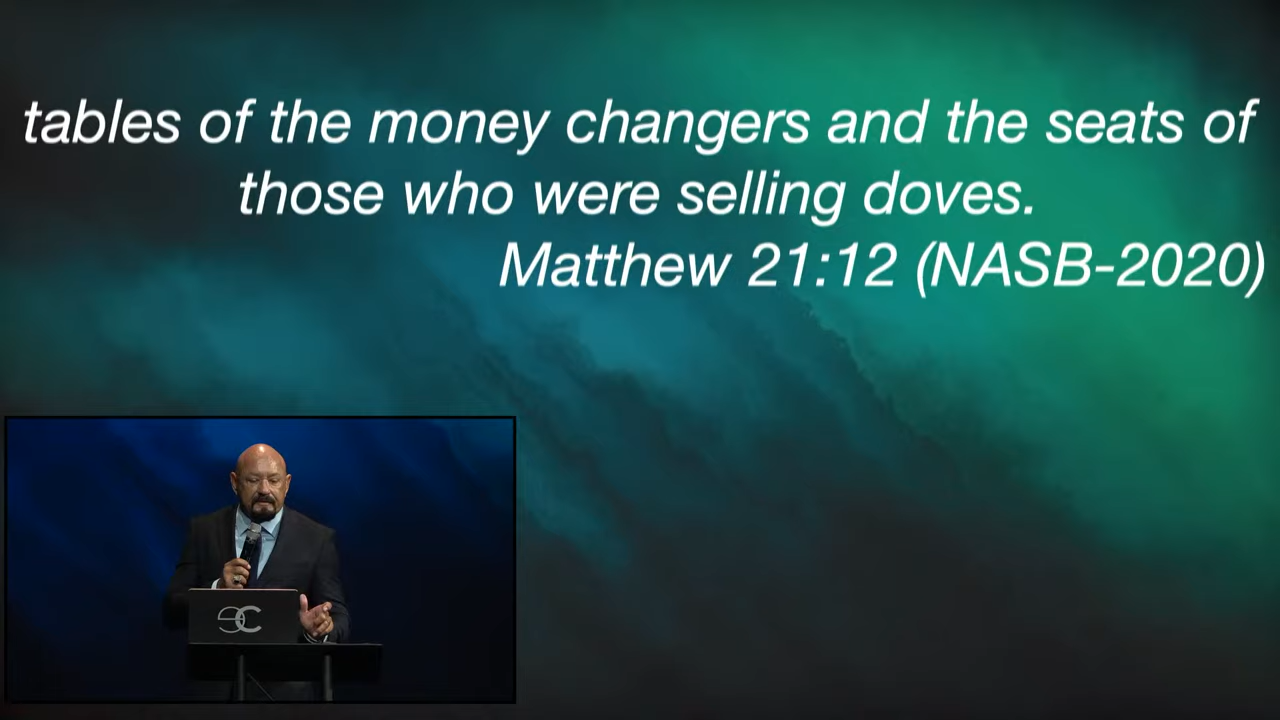 tables of the money changers and the seats of
those who were selling doves.
Matthew 21:12 (NASB-2020)